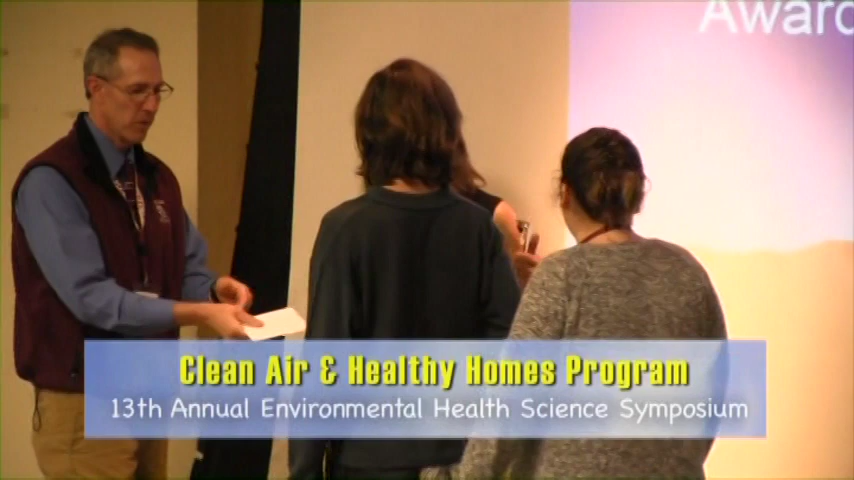 Award
Clean Air & Healthy Homes Program
13th Annual Environmental Health Science Symposium